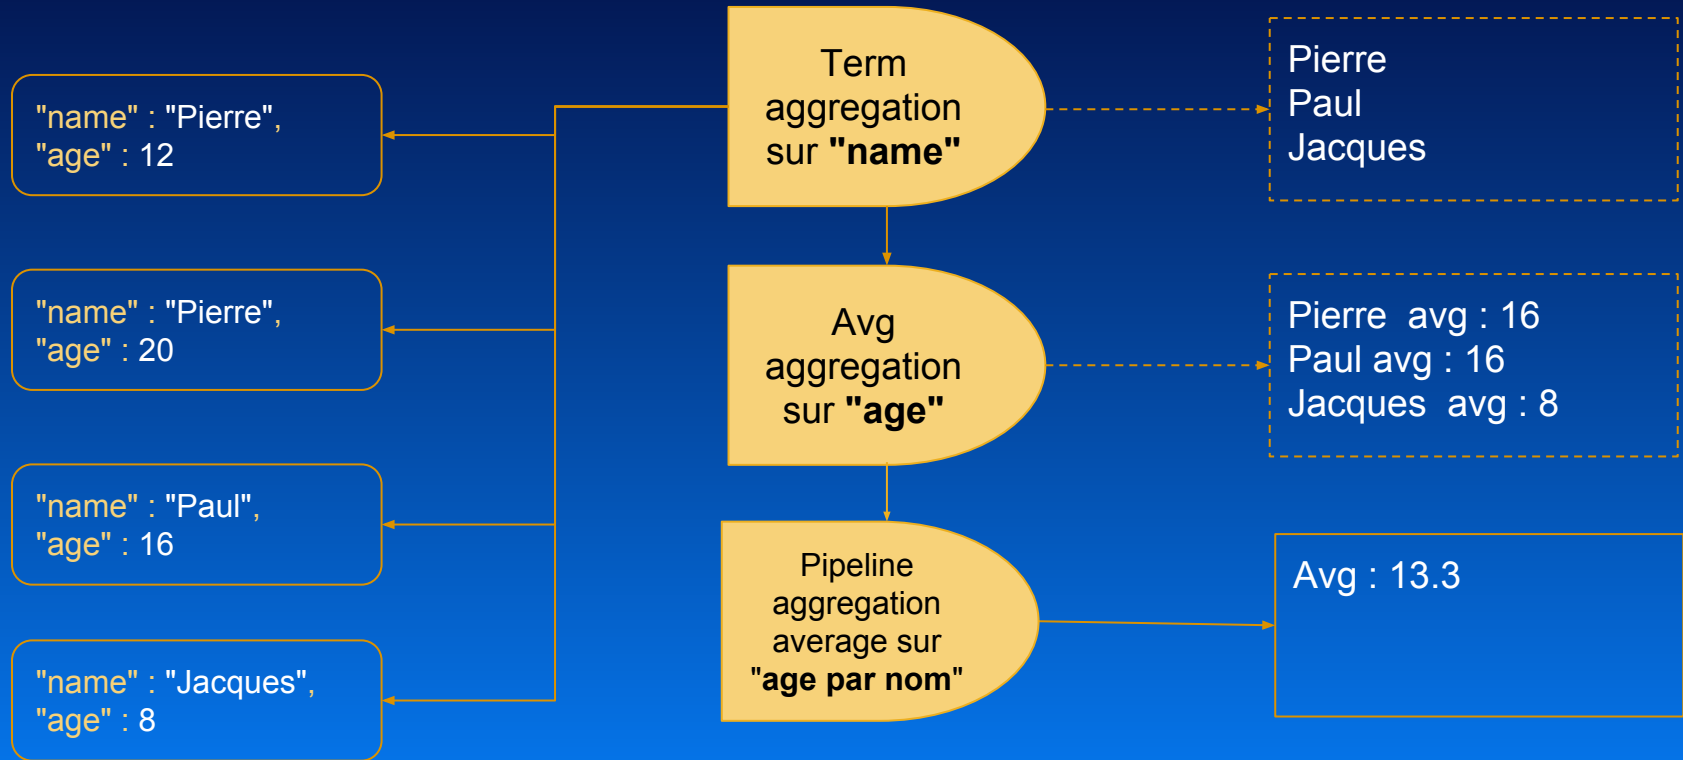 "name" : "Pierre",
"age" : 12
"name" : "Pierre",
"age" : 20
"name" : "Paul",
"age" : 16
"name" : "Jacques",
"age" : 8
Term
aggregation
sur "name"
Avg
aggregation
sur "age"
Pipeline
aggregation
average sur
"age par nom"
Pierre
Paul
Jacques
Pierre  avg : 16
Paul avg : 16
Jacques  avg : 8
Avg : 13.3